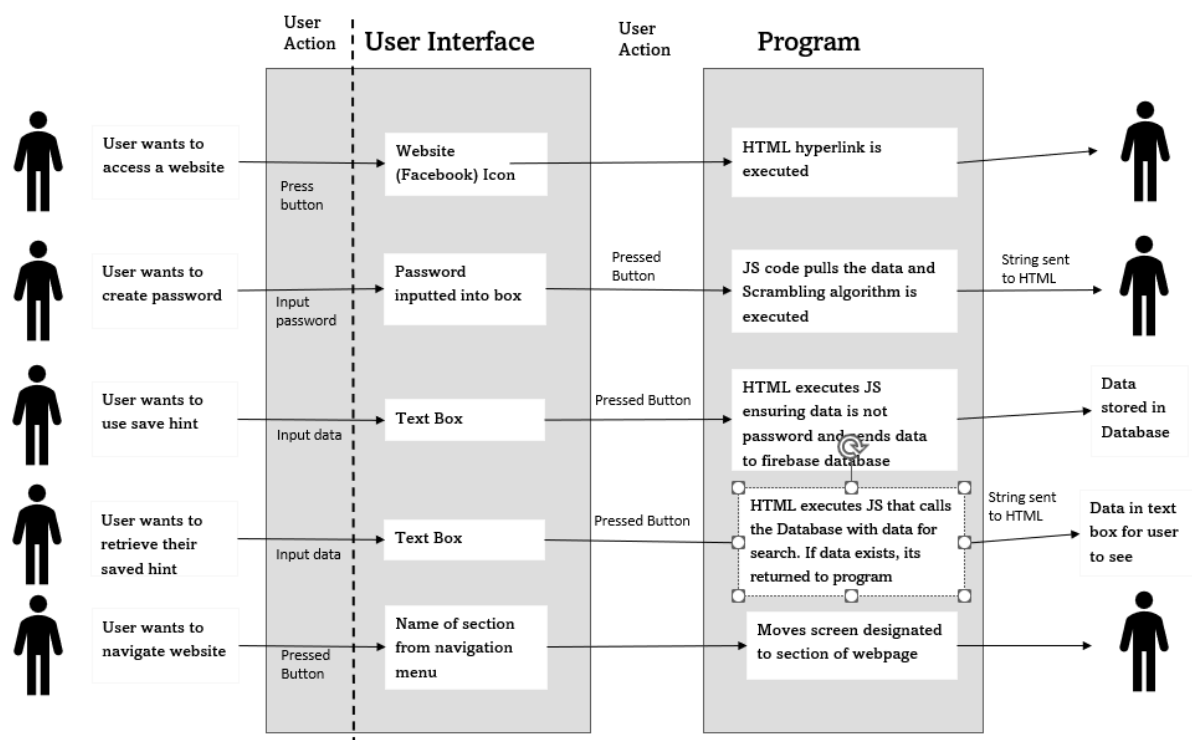 User
Action
User Interface
User
Action
Program
User wants to
access a website
Press
button
Website
(Facebook) Icon
HTML hyperlink is
executed
User wants to
create password
Input
password
Password
inputted into box
Pressed
Button
JS code pulls the data and
Scrambling algorithm is
executed
String sent
to HTML
User wants to
use save hint
Input data
Text Box
Pressed Button
HTML executes JS
ensuring data is not
password and sends data
to firebase database
Data
stored in
Database
User wants to
retrieve their
saved hint
Input data
Text Box
Pressed Button
HTML executes JS that calls
the Database with data for
search. If data exists, its
returned to program
String sent
to HTML
Data in text
box for user
to see
User wants to
navigate website
Pressed
Button
Name of section
from navigation
menu
Moves screen designated
to section of webpage